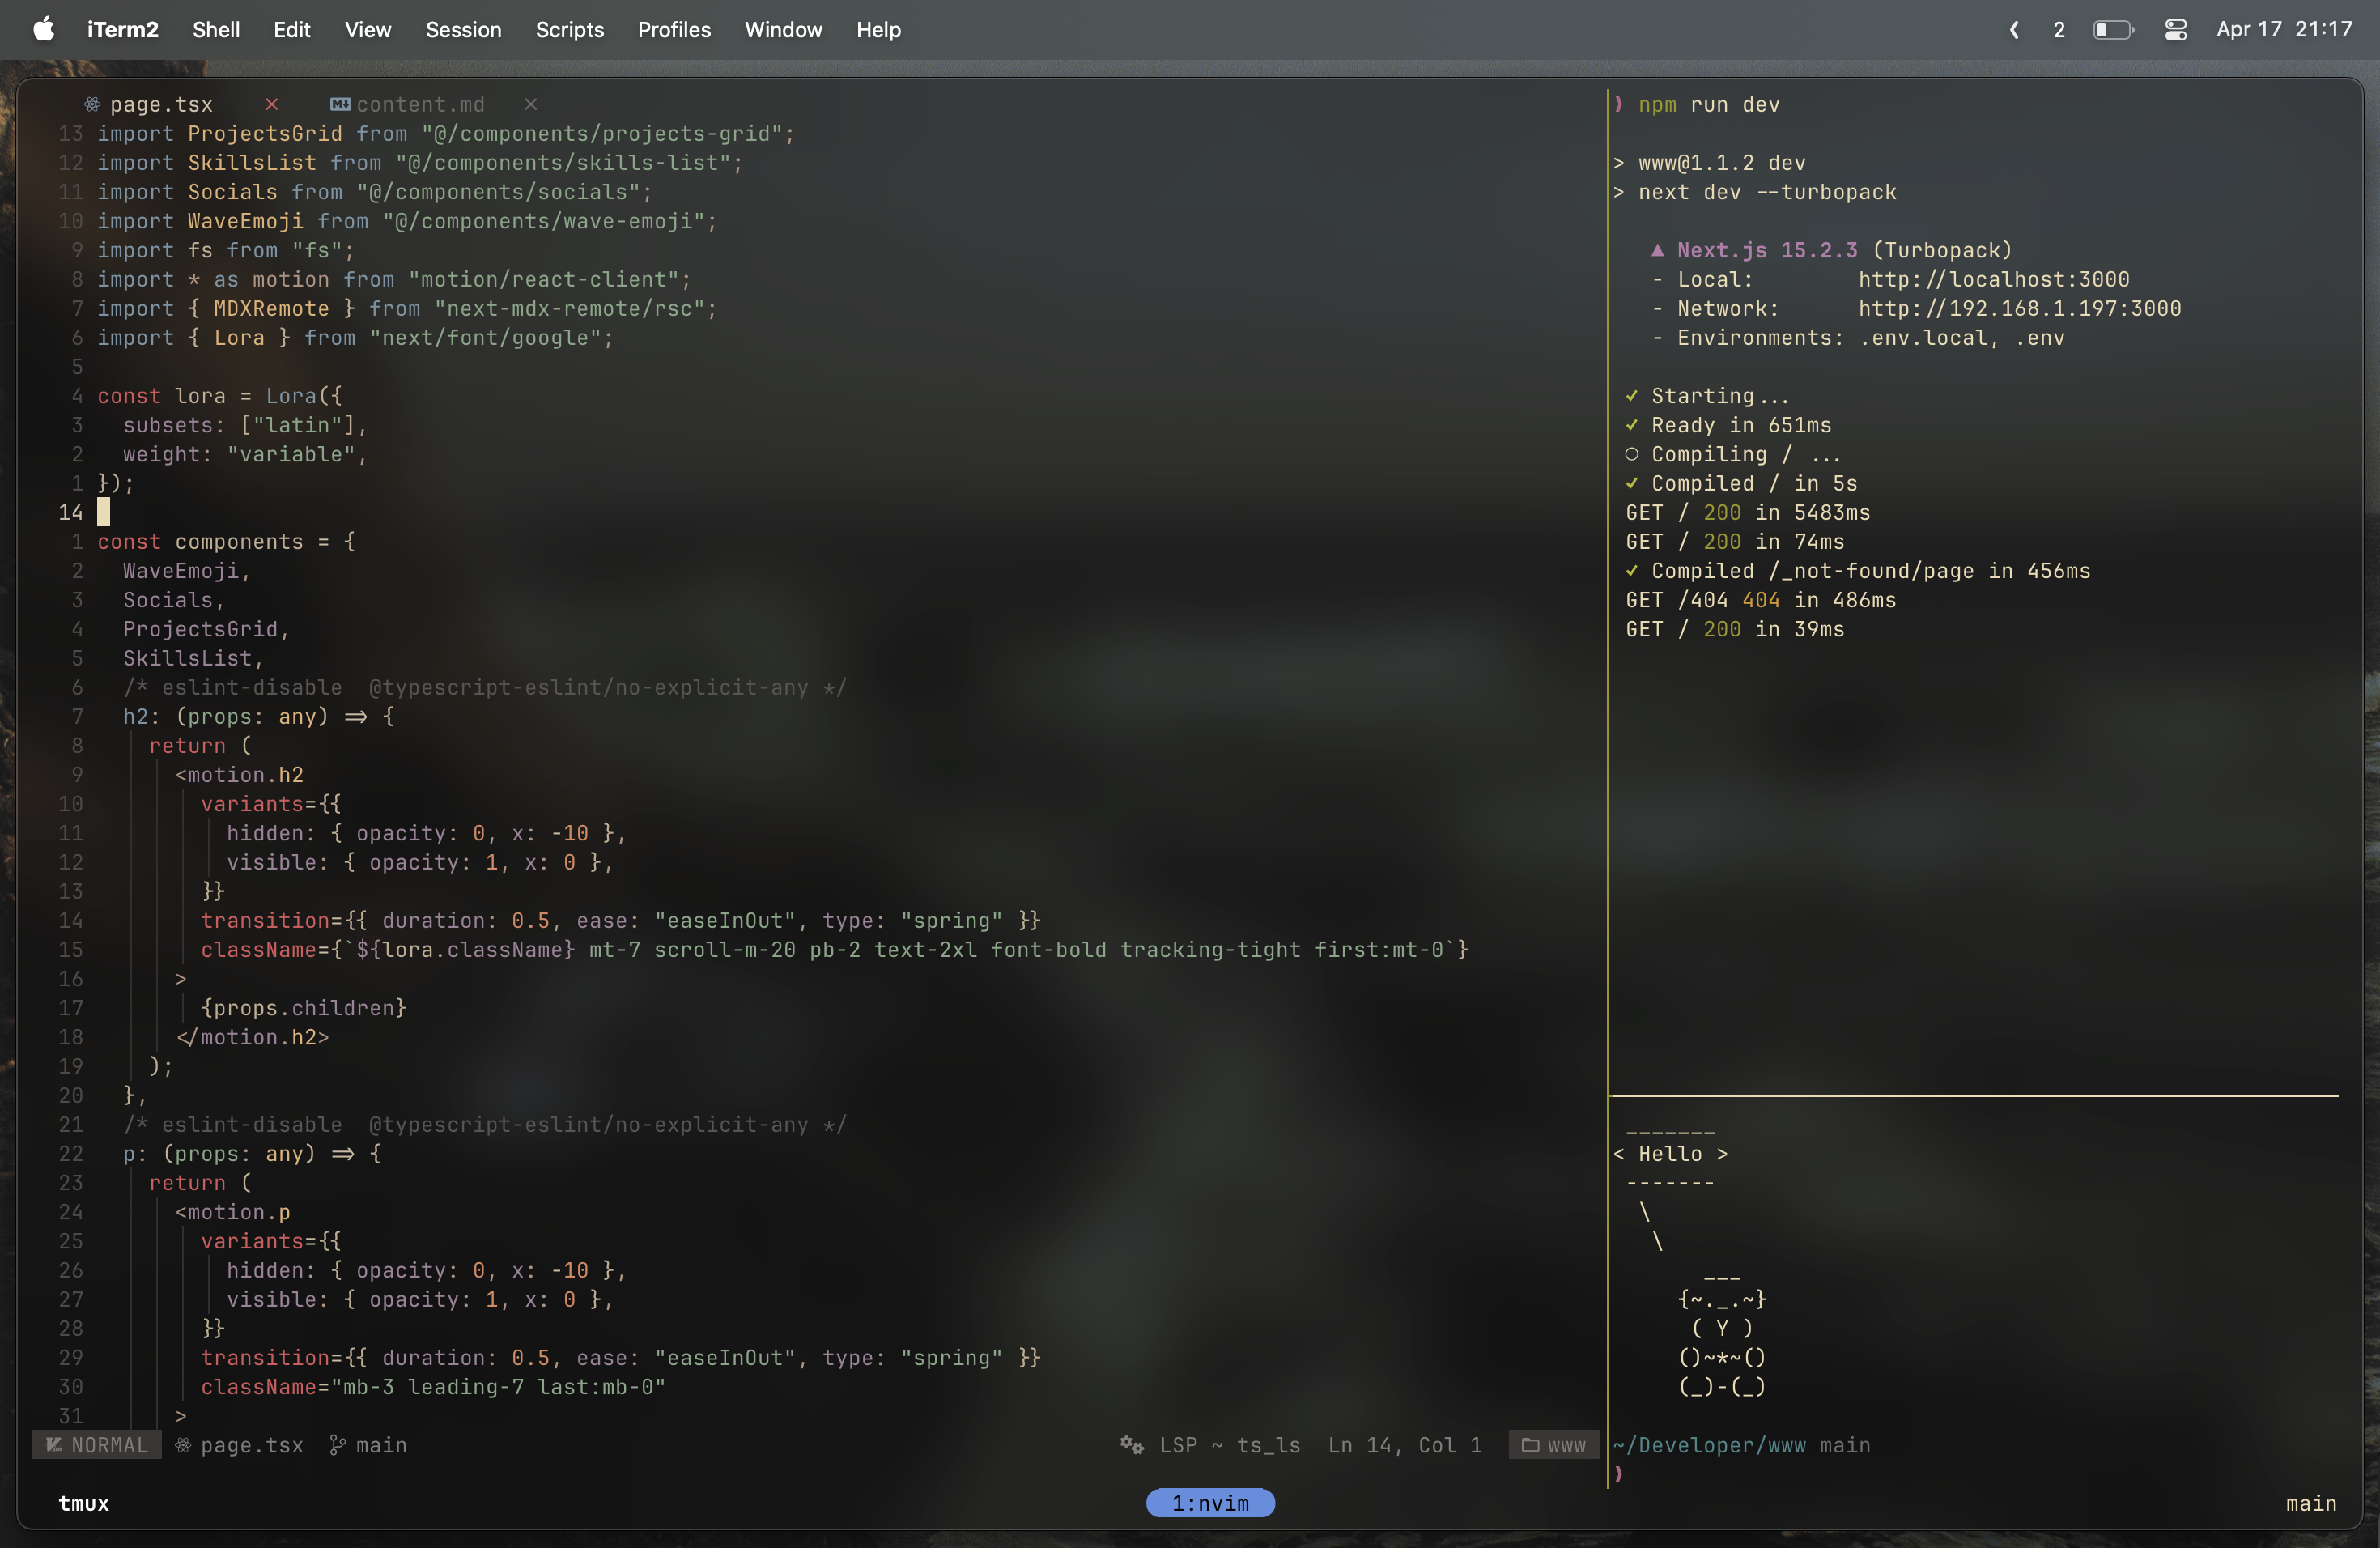 iTerm2 Shell Edit View Session Scripts Profiles Window Help 2 Apr 17 21:17
page.tsx × content.md ×
13 import ProjectsGrid from "@/components/projects-grid";
12 import SkillsList from "@/components/skills-list";
11 import Socials from "@/components/socials";
10 import WaveEmoji from "@/components/wave-emoji";
9 import fs from "fs";
8 import * as motion from "motion/react-client";
7 import { MDXRemote } from "next-mdx-remote/rsc";
6 import { Lora } from "next/font/google";
5
4 const lora = Lora({
3   subsets: ["latin"],
2   weight: "variable",
1 });
14
1 const components = {
2   WaveEmoji,
3   Socials,
4   ProjectsGrid,
5   SkillsList,
6   /* eslint-disable  @typescript-eslint/no-explicit-any */
7   h2: (props: any) => {
8     return (
9       <motion.h2
10         variants={{
11           hidden: { opacity: 0, x: -10 },
12           visible: { opacity: 1, x: 0 },
13         }}
14         transition={{ duration: 0.5, ease: "easeInOut", type: "spring" }}
15         className={`${lora.className} mt-7 scroll-m-20 pb-2 text-2xl font-bold tracking-tight first:mt-0`}
16       >
17         {props.children}
18       </motion.h2>
19     );
20   },
21   /* eslint-disable  @typescript-eslint/no-explicit-any */
22   p: (props: any) => {
23     return (
24       <motion.p
25         variants={{
26           hidden: { opacity: 0, x: -10 },
27           visible: { opacity: 1, x: 0 },
28         }}
29         transition={{ duration: 0.5, ease: "easeInOut", type: "spring" }}
30         className="mb-3 leading-7 last:mb-0"
31       >
NORMAL page.tsx main LSP ~ ts_ls Ln 14, Col 1 www
❯ npm run dev
> www@1.1.2 dev
> next dev --turbopack
▲ Next.js 15.2.3 (Turbopack)
- Local:        http://localhost:3000
- Network:      http://192.168.1.197:3000
- Environments: .env.local, .env
✓ Starting...
✓ Ready in 651ms
○ Compiling / ...
✓ Compiled / in 5s
GET / 200 in 5483ms
GET / 200 in 74ms
✓ Compiled /_not-found/page in 456ms
GET /404 404 in 486ms
GET / 200 in 39ms
 _______
< Hello >
 -------
  \
   \
       ___
     {~._.~}
      ( Y )
     ()~*~()
     (_)-(_)
~/Developer/www main
❯
tmux 1:nvim main